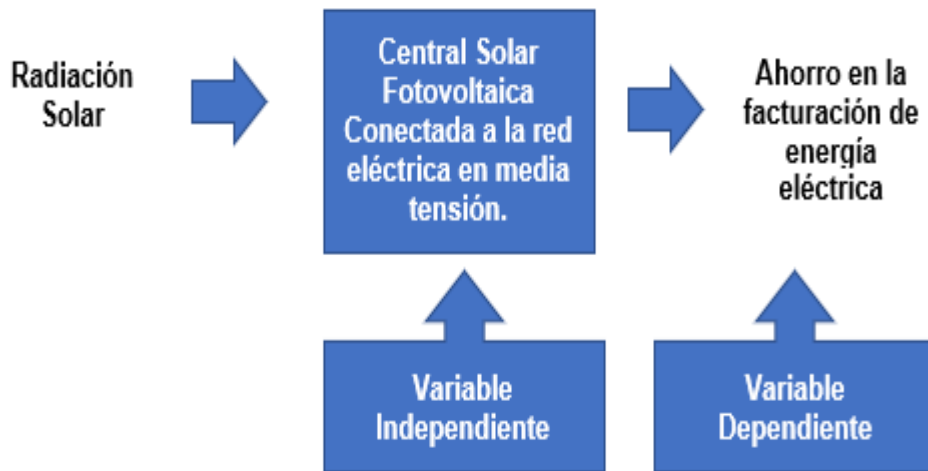 Radiación
Solar
Central Solar
Fotovoltaica
Conectada a la red
eléctrica en media
tensión.
Ahorro en la
facturación de
energía
eléctrica
Variable
Independiente
Variable
Dependiente